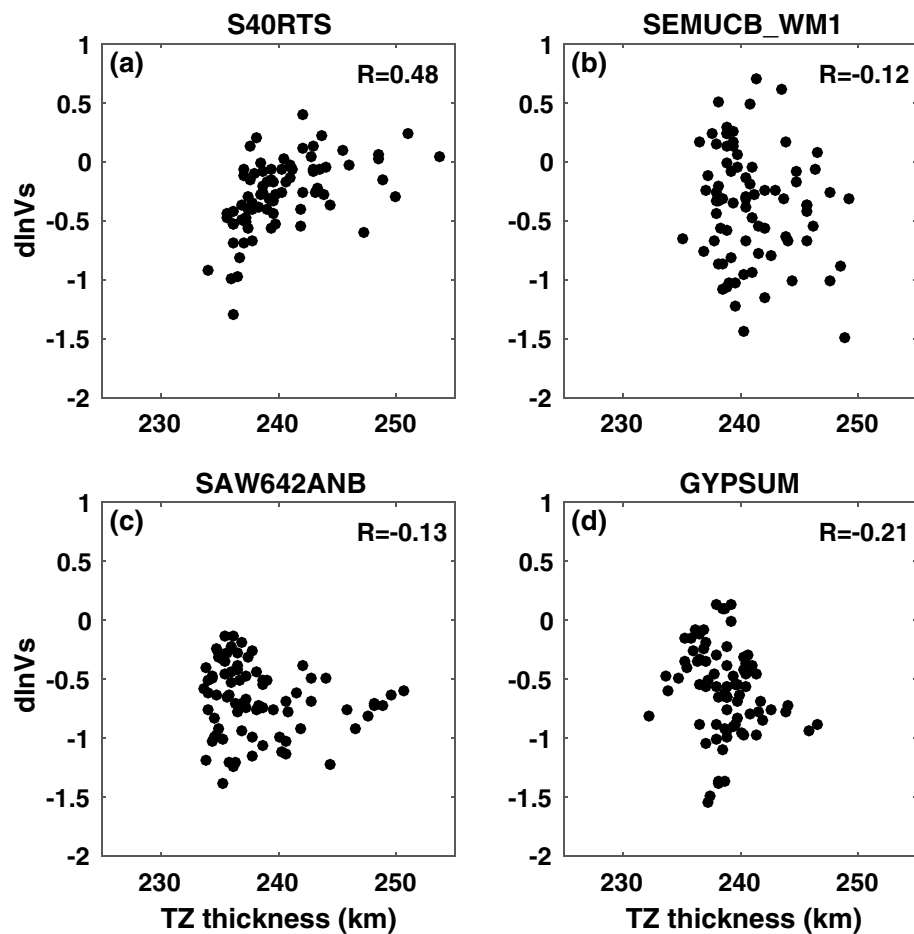 S40RTS
SEMUCB_WM1
(a)
R=0.48
(b)
R=-0.12
dlnVs
1
0.5
0
-0.5
-1
-1.5
-2
230
240
250
1
0.5
0
-0.5
-1
-1.5
-2
230
240
250
SAW642ANB
GYPSUM
(c)
R=-0.13
(d)
R=-0.21
dlnVs
1
0.5
0
-0.5
-1
-1.5
-2
230
240
250
TZ thickness (km)
1
0.5
0
-0.5
-1
-1.5
-2
230
240
250
TZ thickness (km)